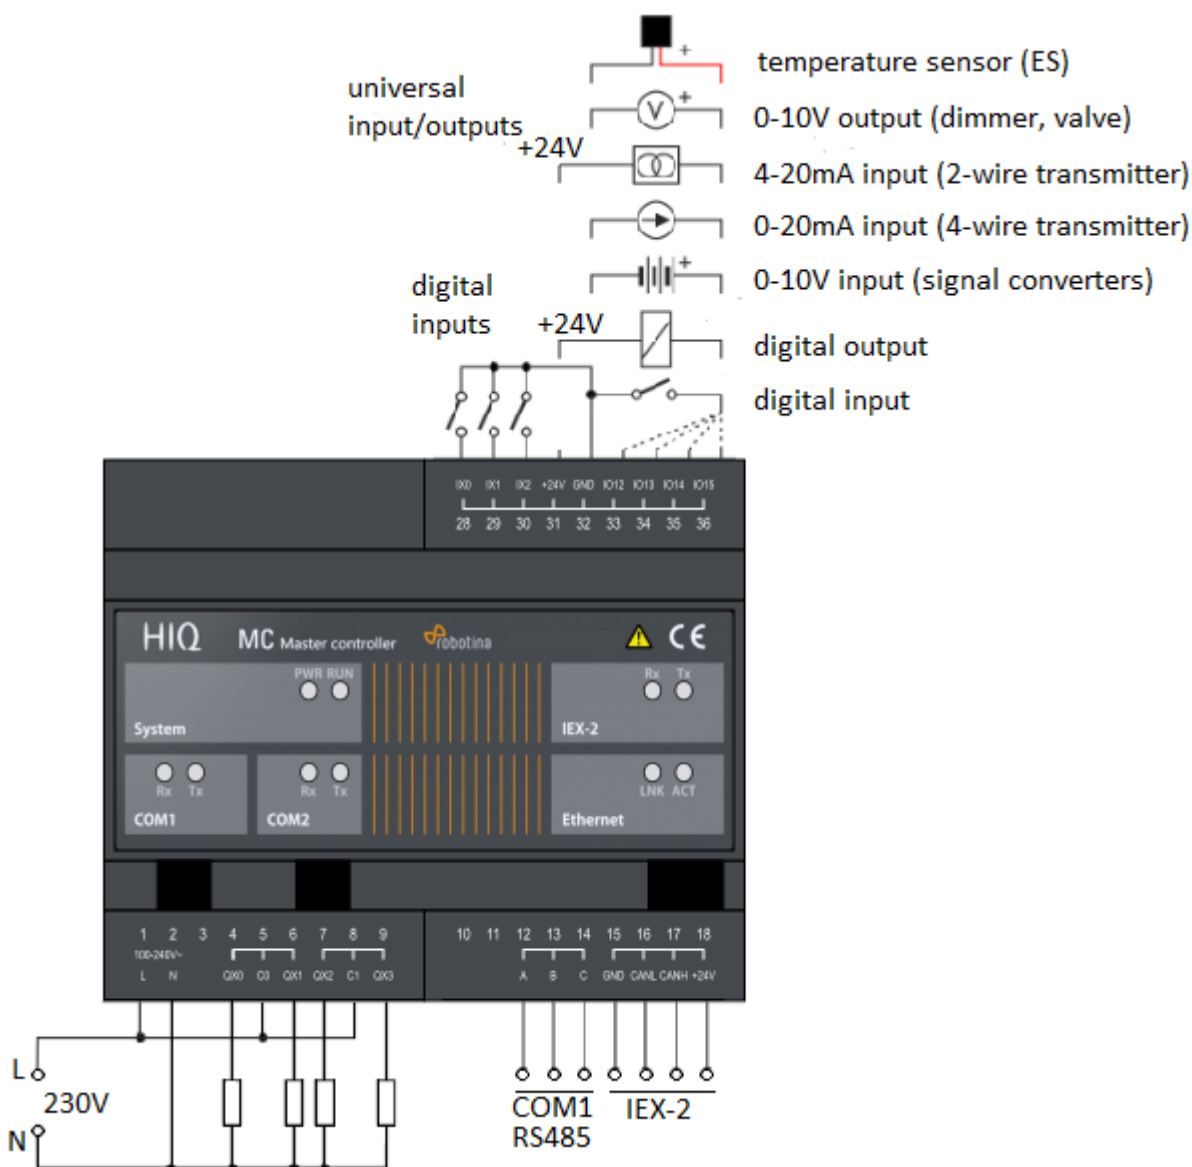 temperature sensor (ES)
universal
input/outputs
+
0-10V output (dimmer, valve)
V
+
+24V
4-20mA input (2-wire transmitter)
0-20mA input (4-wire transmitter)
digital
inputs
+
0-10V input (signal converters)
+24V
digital output
digital input
IX0 IX1 IX2 +24V GND IO12 IO13 IO14 IO15
28 29 30 31 32 33 34 35 36
HIQ MC Master controller robotina CE
PWR RUN
System
Rx Tx
IEX-2
Rx Tx
COM1
Rx Tx
COM2
LNK ACT
Ethernet
1 2 3 4 5 6 7 8 9
100-240V~
L N QX0 C0 QX1 QX2 C1 QX3
10 11 12 13 14 15 16 17 18
A B C GND CANL CANH +24V
L
230V
N
COM1
RS485
IEX-2